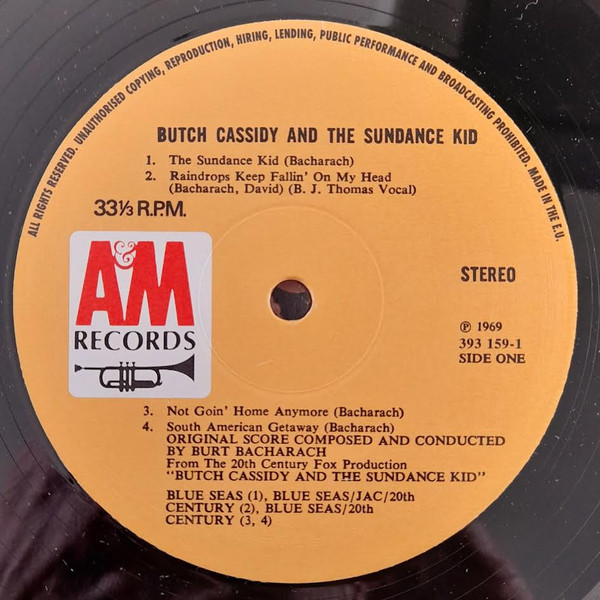 ALL RIGHTS RESERVED. UNAUTHORISED COPYING, REPRODUCTION, HIRING, LENDING, PUBLIC PERFORMANCE AND BROADCASTING PROHIBITED. MADE IN THE E.U.
BUTCH CASSIDY AND THE SUNDANCE KID
1. The Sundance Kid (Bacharach)
2. Raindrops Keep Fallin' On My Head
(Bacharach, David) (B. J. Thomas Vocal)
33⅓ R.P.M.
A&M
RECORDS
STEREO
℗ 1969
393 159-1
SIDE ONE
3. Not Goin' Home Anymore (Bacharach)
4. South American Getaway (Bacharach)
ORIGINAL SCORE COMPOSED AND CONDUCTED
BY BURT BACHARACH
From The 20th Century Fox Production
"BUTCH CASSIDY AND THE SUNDANCE KID"
BLUE SEAS (1), BLUE SEAS/JAC/20th
CENTURY (2), BLUE SEAS/20th
CENTURY (3, 4)